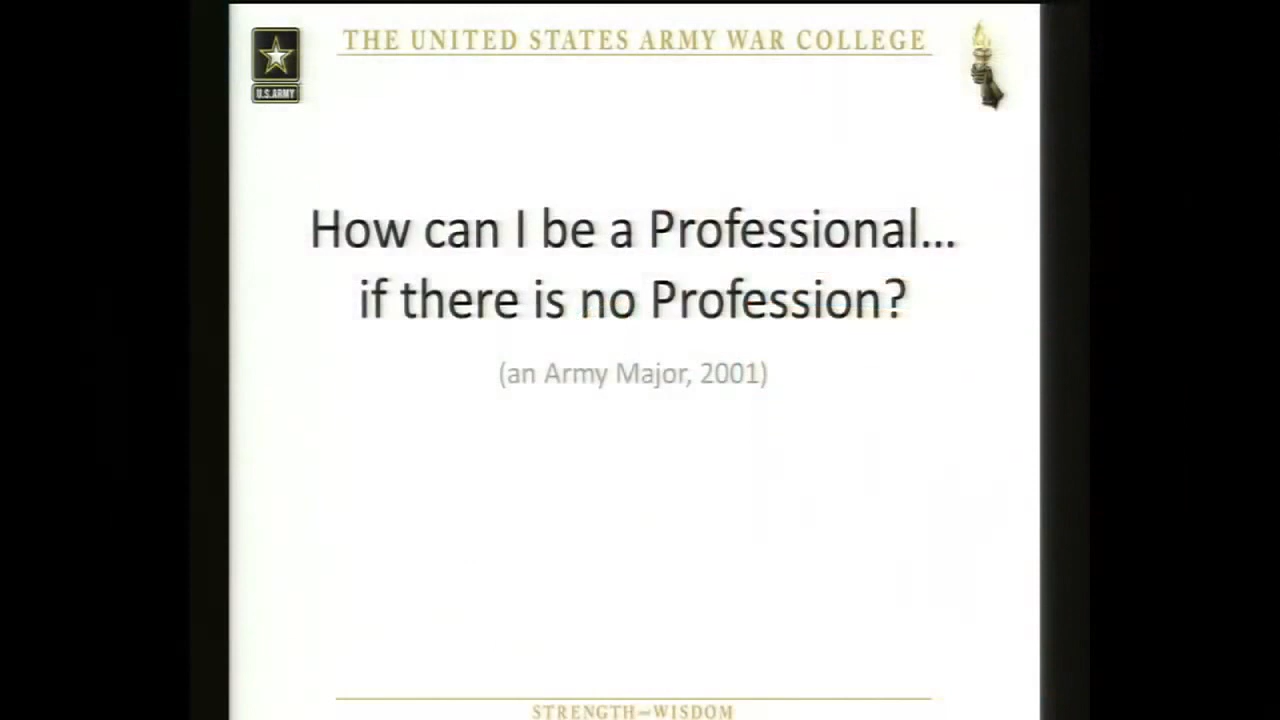 THE UNITED STATES ARMY WAR COLLEGE
U.S. ARMY
How can I be a Professional...
if there is no Profession?
(an Army Major, 2001)
STRENGTH and WISDOM